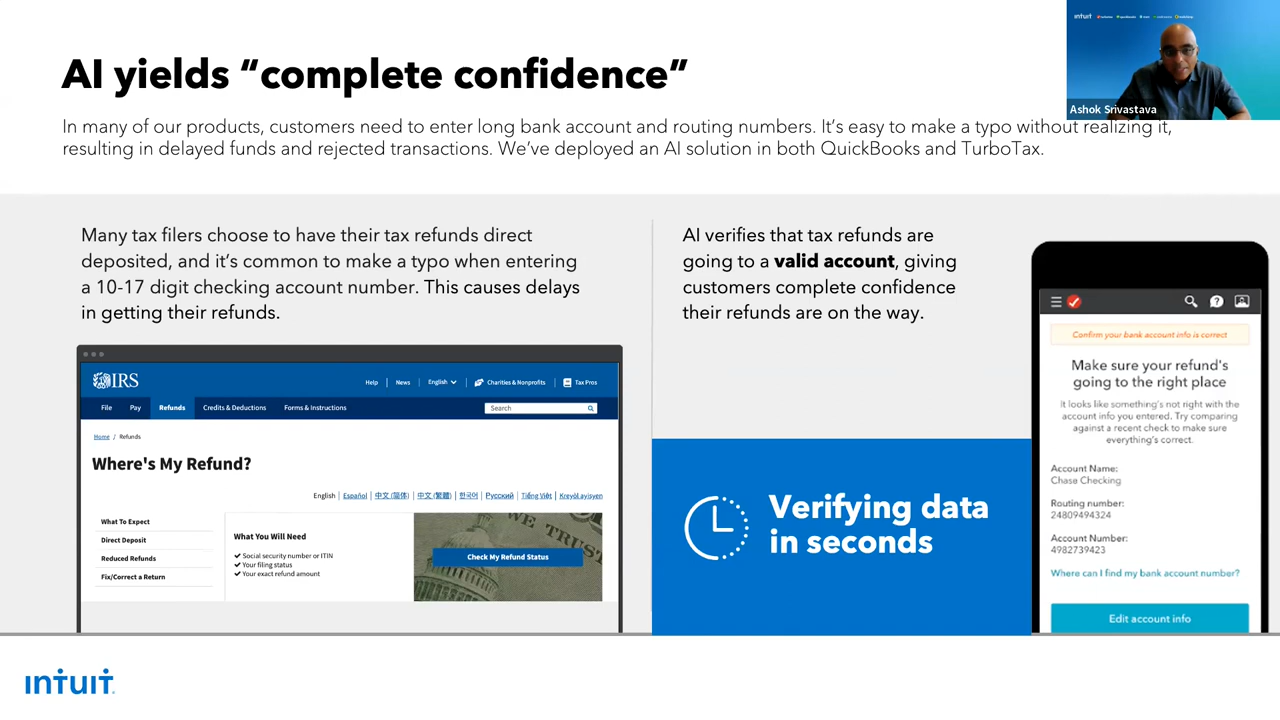 AI yields “complete confidence”
In many of our products, customers need to enter long bank account and routing numbers. It’s easy to make a typo without realizing it,
resulting in delayed funds and rejected transactions. We’ve deployed an AI solution in both QuickBooks and TurboTax.
intuit
Ashok Srivastava
Many tax filers choose to have their tax refunds direct
deposited, and it’s common to make a typo when entering
a 10-17 digit checking account number. This causes delays
in getting their refunds.
IRS
Help
News
English
Charities & Nonprofits
Tax Pros
File
Pay
Refunds
Credits & Deductions
Forms & Instructions
Search
Home / Refunds
Where's My Refund?
English
Español
中文 (简体)
中文 (繁體)
한국어
Русский
Tiếng Việt
Kreyòl ayisyen
What To Expect
Direct Deposit
Reduced Refunds
Fix/Correct a Return
What You Will Need
Social security number or ITIN
Your filing status
Your exact refund amount
WE TRUST
Check My Refund Status
AI verifies that tax refunds are
going to a valid account, giving
customers complete confidence
their refunds are on the way.
Verifying data
in seconds
Confirm your bank account info is correct
Make sure your refund's
going to the right place
It looks like something's not right with the
account info you entered. Try comparing
against a recent check to make sure
everything's correct.
Account Name:
Chase Checking
Routing number:
24809494324
Account Number:
4982739423
Where can I find my bank account number?
Edit account info
intuit